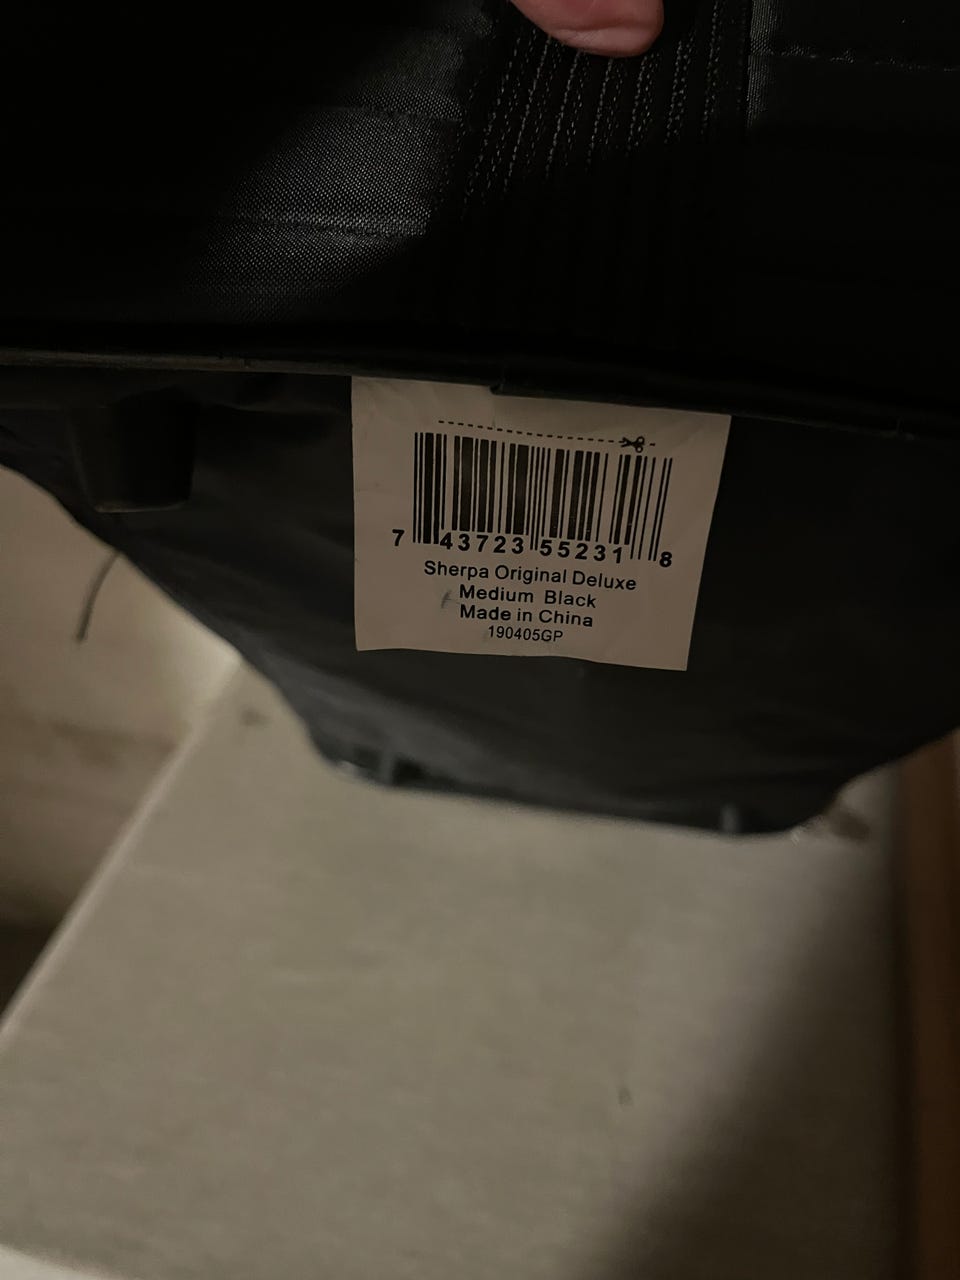 7 43723 55231 8
Sherpa Original Deluxe
Medium Black
Made in China
190405GP